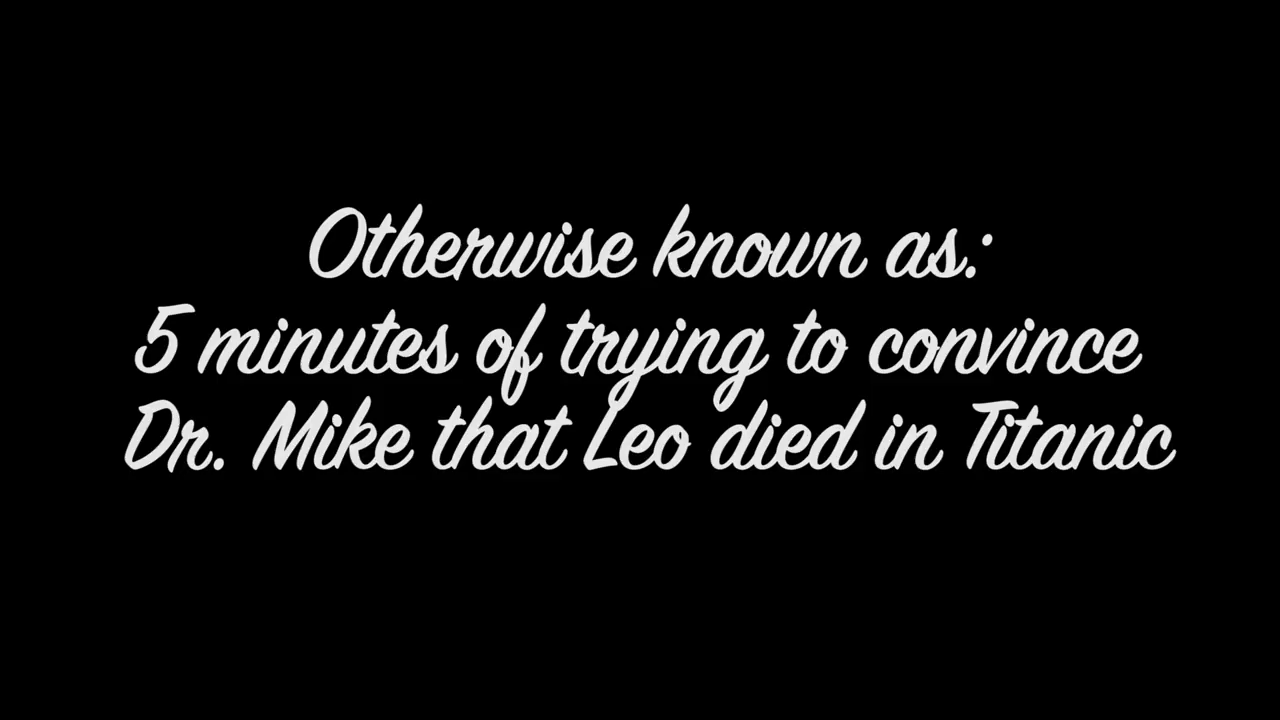 Otherwise known as:
5 minutes of trying to convince
Dr. Mike that Leo died in Titanic